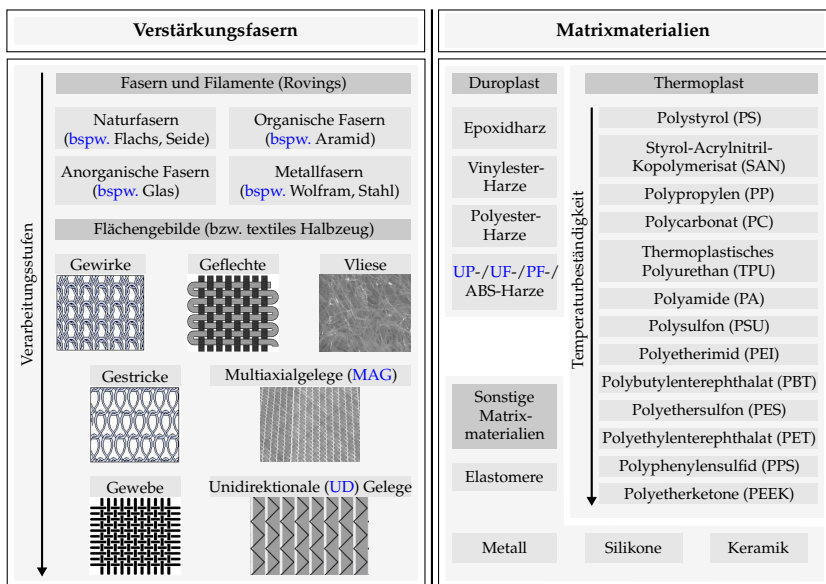 Verstärkungsfasern
Fasern und Filamente (Rovings)
Naturfasern
(bspw. Flachs, Seide)
Organische Fasern
(bspw. Aramid)
Anorganische Fasern
(bspw. Glas)
Metallfasern
(bspw. Wolfram, Stahl)
Flächengebilde (bzw. textiles Halbzeug)
Gewirke
Geflechte
Vliese
Gestricke
Multiaxialgelege (MAG)
Gewebe
Unidirektionale (UD) Gelege
Verarbeitungsstufen
Matrixmaterialien
Duroplast
Epoxidharz
Vinylester-
Harze
Polyester-
Harze
UP-/UF-/PF-/
ABS-Harze
Sonstige
Matrix-
materialien
Elastomere
Metall
Silikone
Keramik
Thermoplast
Temperaturbeständigkeit
Polystyrol (PS)
Styrol-Acrylnitril-
Kopolymerisat (SAN)
Polypropylen (PP)
Polycarbonat (PC)
Thermoplastisches
Polyurethan (TPU)
Polyamide (PA)
Polysulfon (PSU)
Polyetherimid (PEI)
Polybutylenterephthalat (PBT)
Polyethersulfon (PES)
Polyethylenterephthalat (PET)
Polyphenylensulfid (PPS)
Polyetherketone (PEEK)